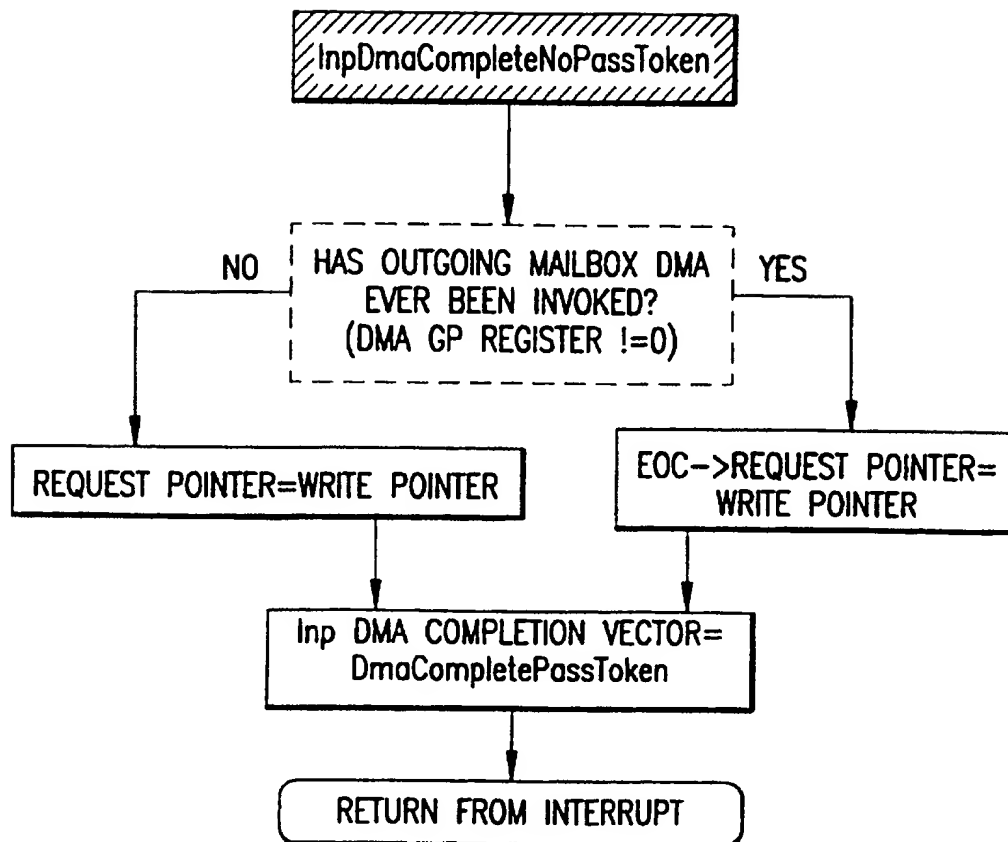 InpDmaCompleteNoPassToken
HAS OUTGOING MAILBOX DMA
EVER BEEN INVOKED?
(DMA GP REGISTER !=0)
NO
YES
REQUEST POINTER=WRITE POINTER
EOC->REQUEST POINTER=
WRITE POINTER
Inp DMA COMPLETION VECTOR=
DmaCompletePassToken
RETURN FROM INTERRUPT